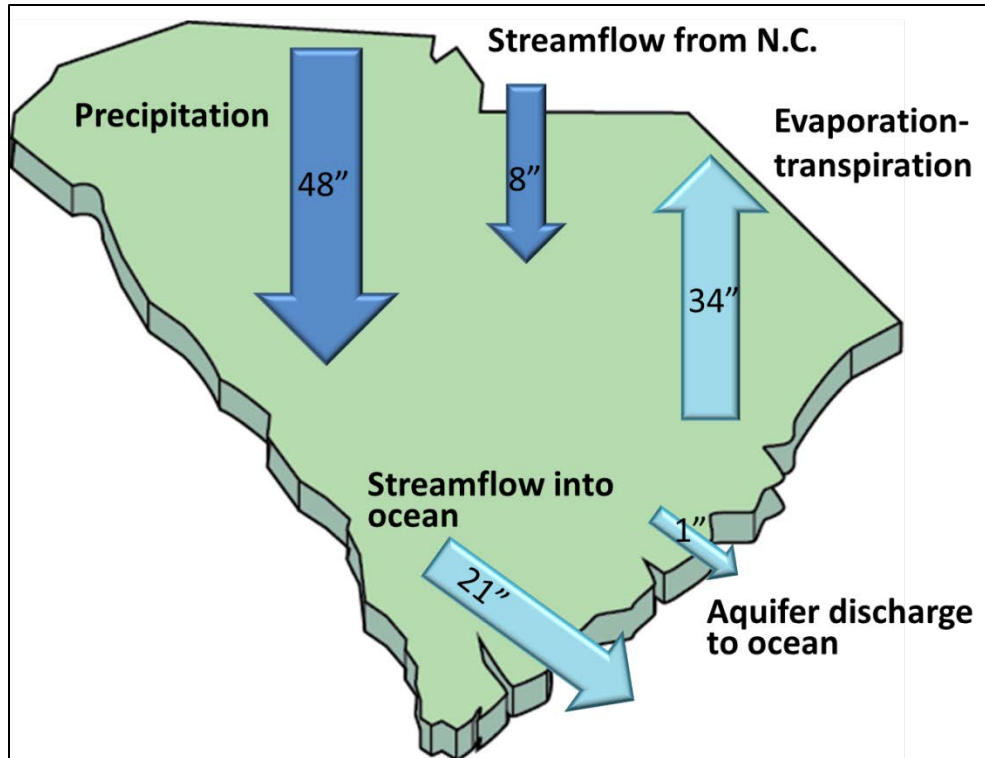 Streamflow from N.C.
Precipitation
Evaporation-
transpiration
48”
8”
34”
Streamflow into
ocean
1”
21”
Aquifer discharge
to ocean